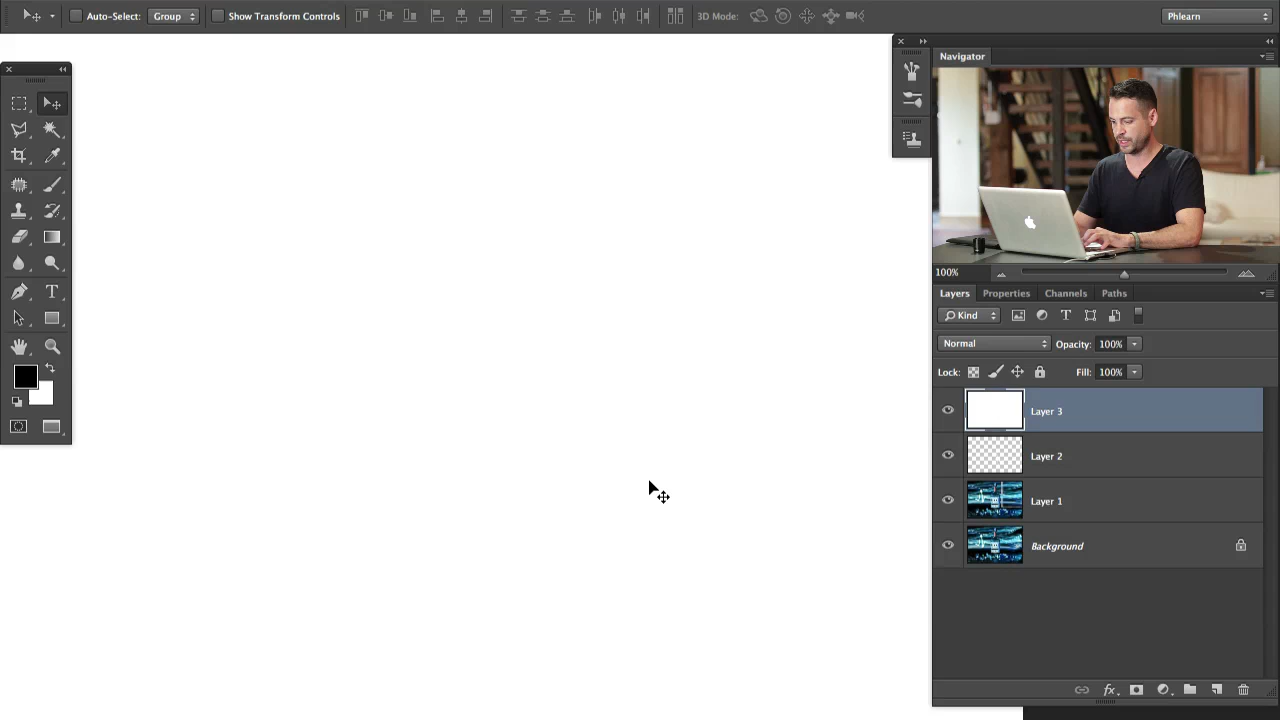 Auto-Select: Group Show Transform Controls 3D Mode: Phlearn
Navigator
100%
Layers Properties Channels Paths
Kind T
Normal Opacity: 100%
Lock: Fill: 100%
Layer 3
Layer 2
Layer 1
Background
fx
T